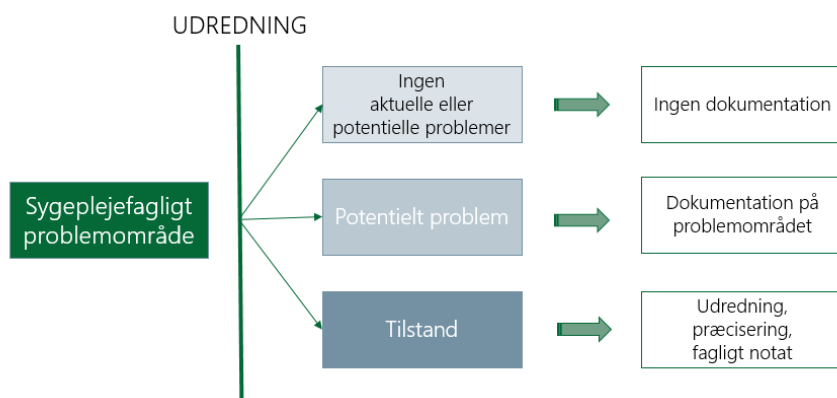 UDREDNING
Sygeplejefagligt
problemområde
Ingen
aktuelle eller
potentielle problemer
Ingen dokumentation
Potentielt problem
Dokumentation på
problemområdet
Tilstand
Udredning,
præcisering,
fagligt notat